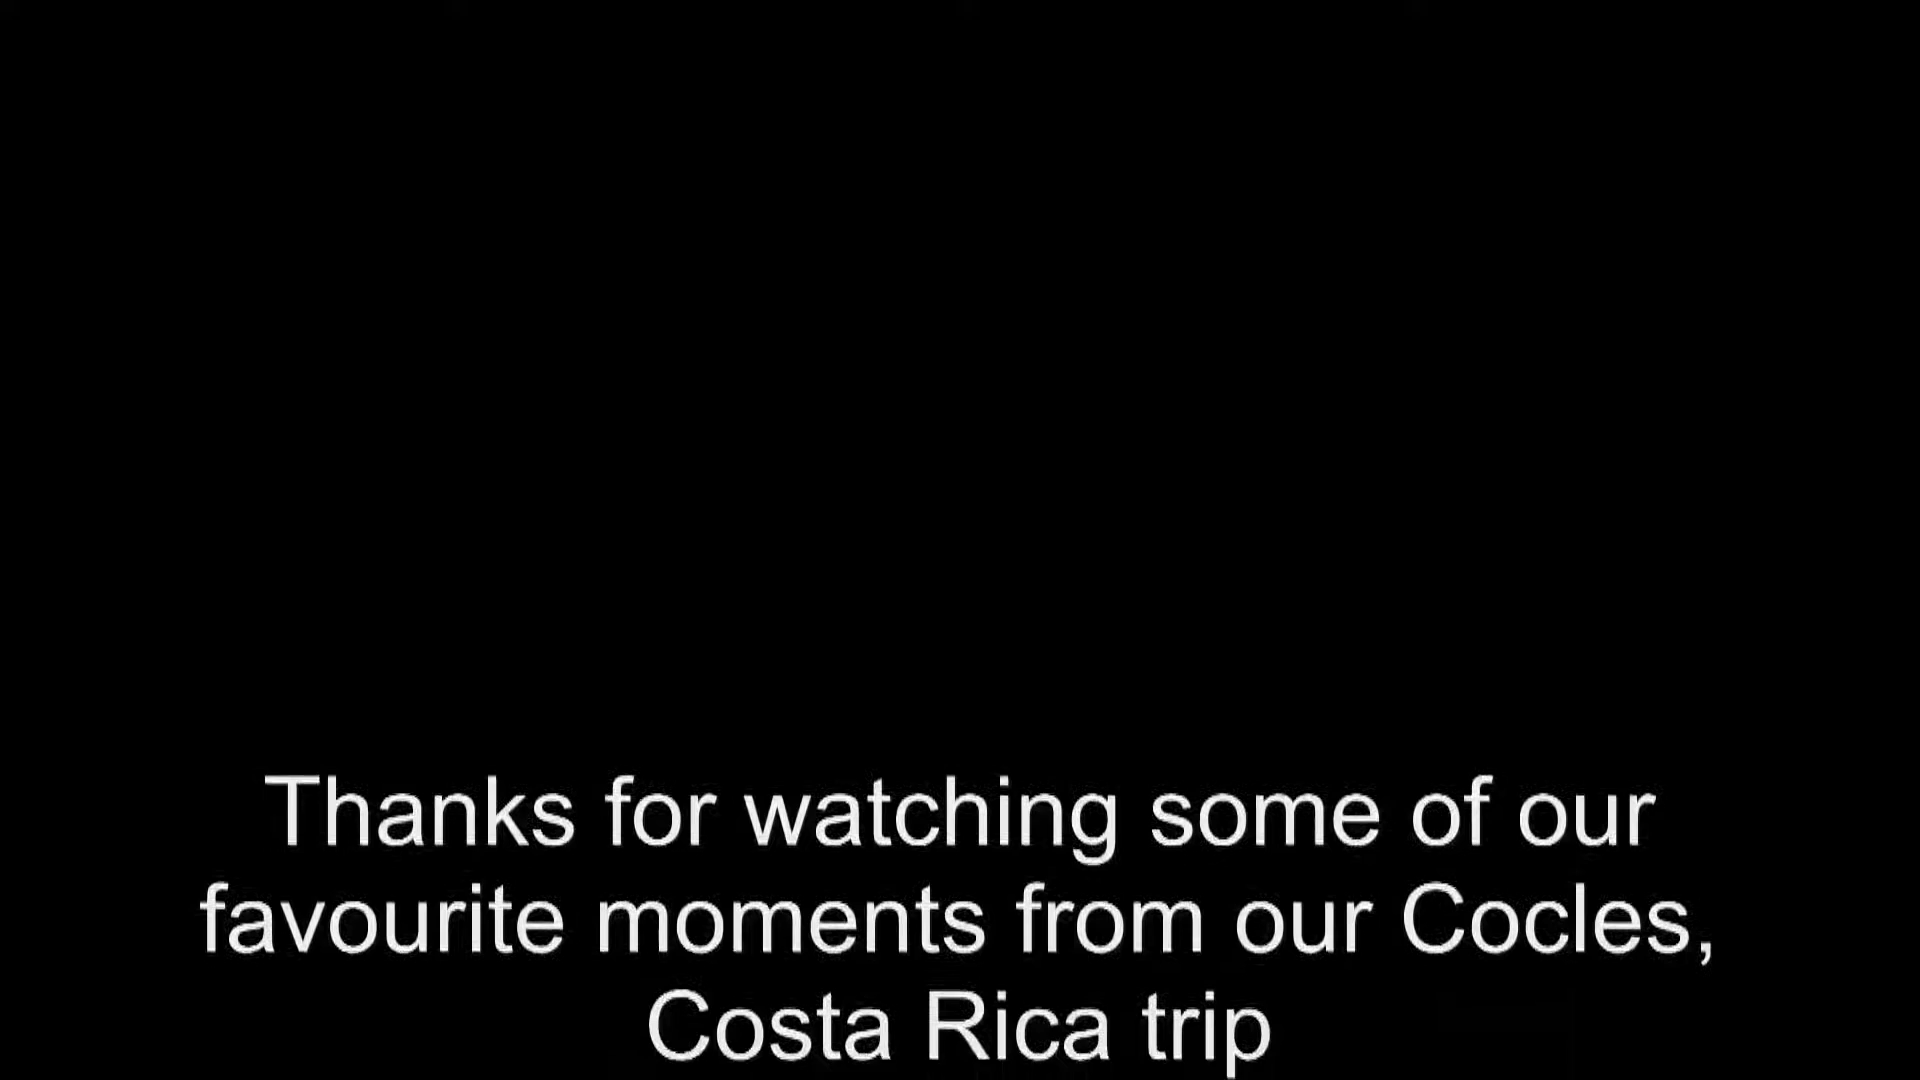 Thanks for watching some of our
favourite moments from our Cocles,
Costa Rica trip